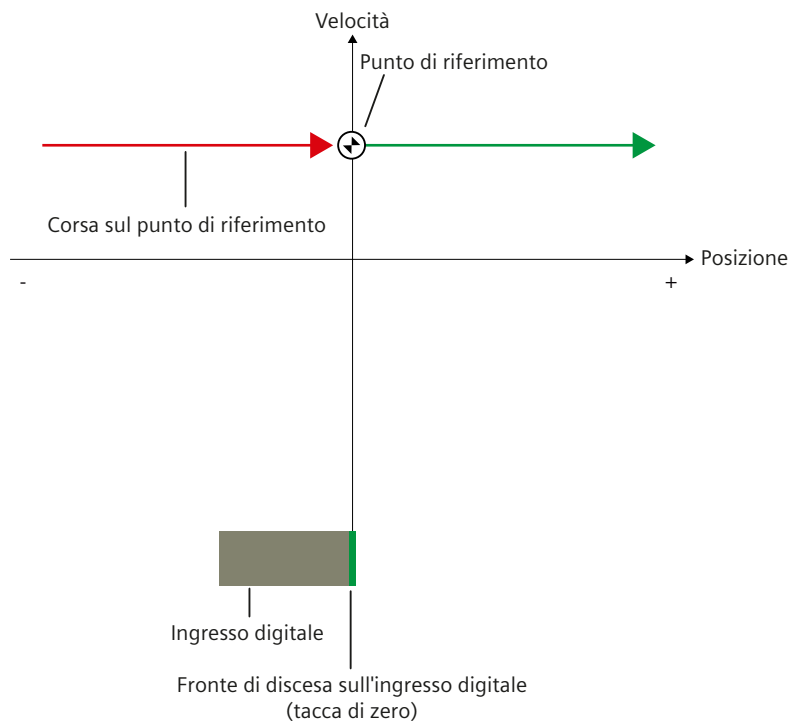 Velocità
Punto di riferimento
Corsa sul punto di riferimento
Posizione
-
+
Ingresso digitale
Fronte di discesa sull'ingresso digitale
(tacca di zero)